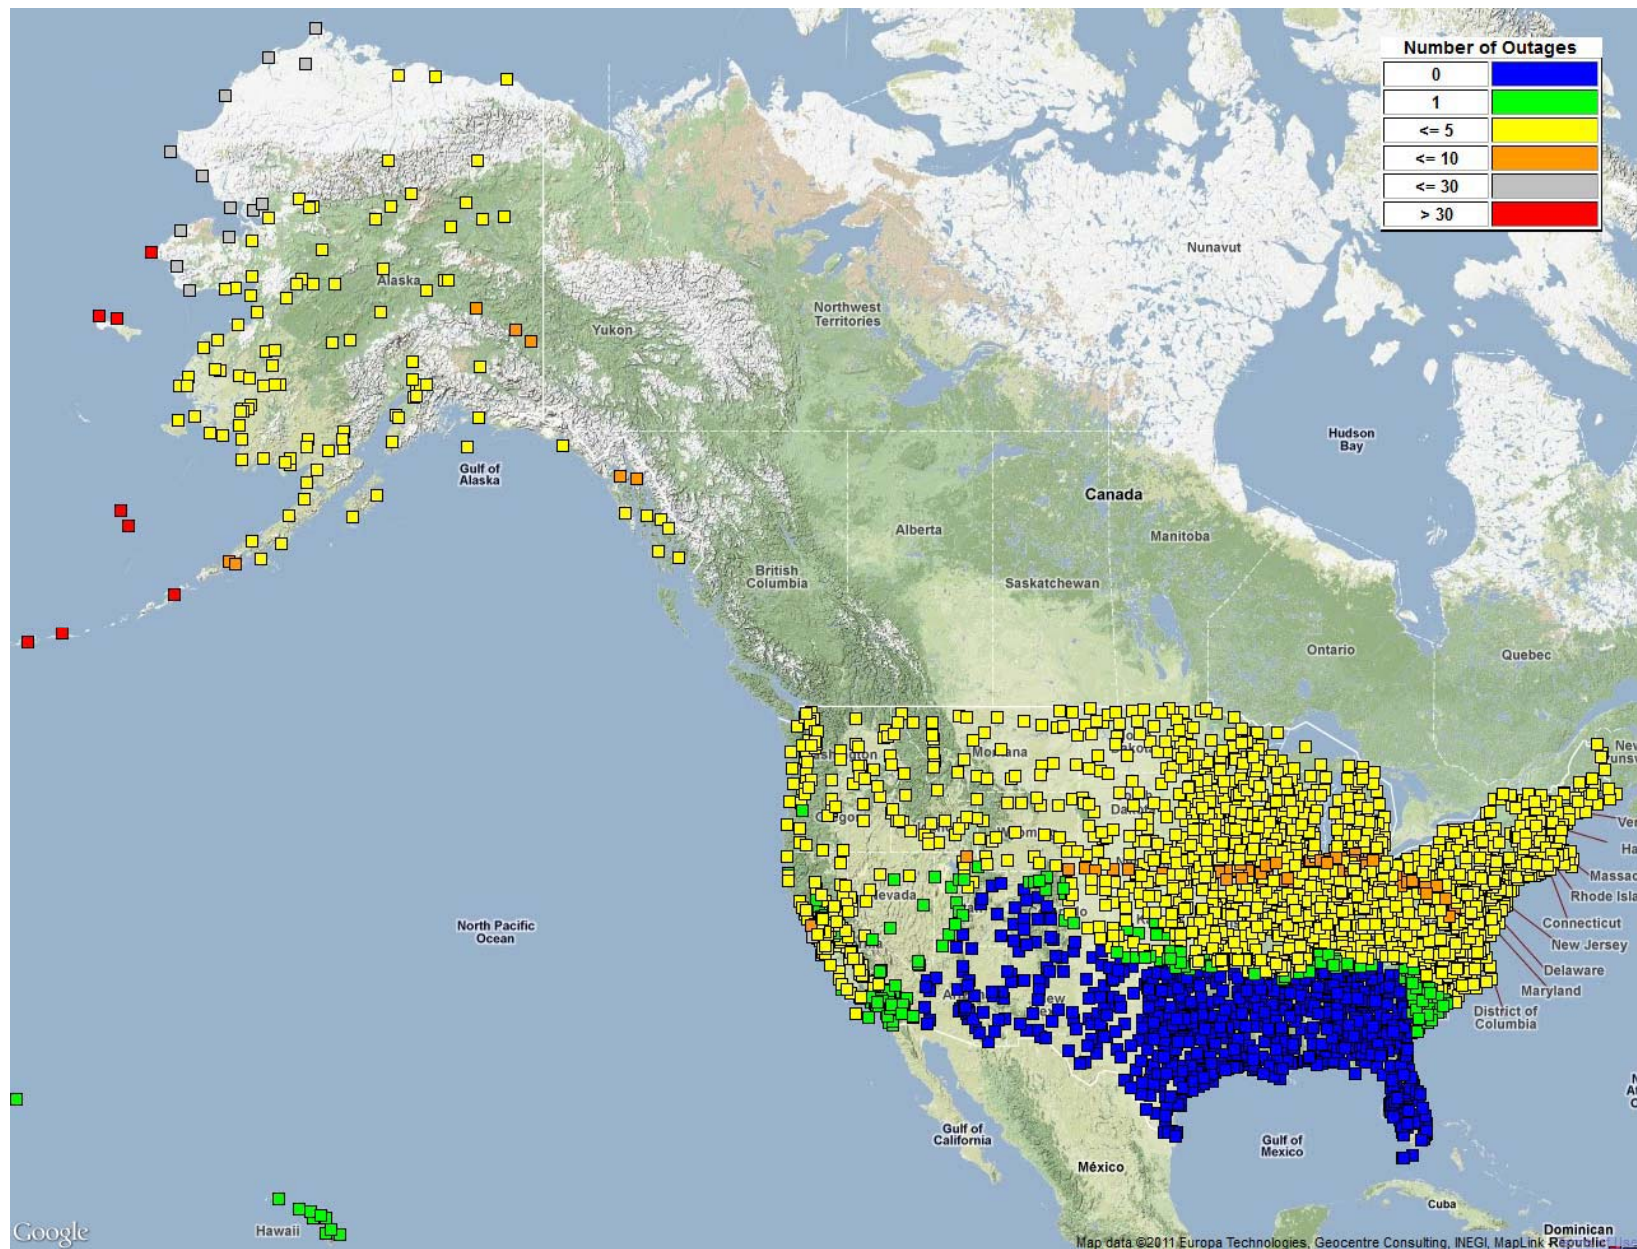 Number of Outages
0
1
<= 5
<= 10
<= 30
> 30
Nunavut
Alaska
Northwest
Territories
Yukon
Hudson
Bay
Gulf of
Alaska
Canada
Alberta
Manitoba
British
Columbia
Saskatchewan
Ontario
Quebec
Montana
Massac
Rhode Isla
Nevada
North Pacific
Ocean
Connecticut
New Jersey
Delaware
Maryland
District of
Columbia
Gulf of
California
Gulf of
Mexico
México
Cuba
Hawaii
Dominican
Republic
Google
Map data ©2011 Europa Technologies, Geocentre Consulting, INEGI, MapLink